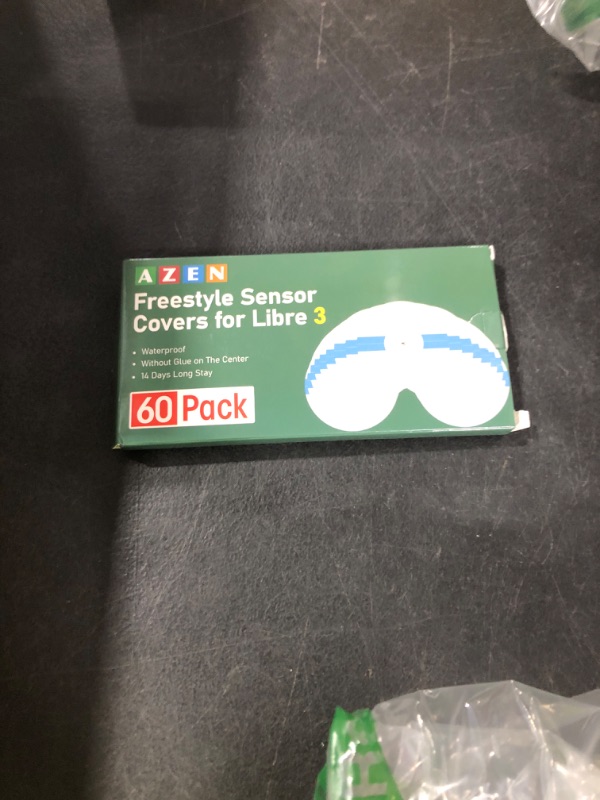 AZEN
Freestyle Sensor
Covers for Libre 3
• Waterproof
• Without Glue on The Center
• 14 Days Long Stay
60 Pack